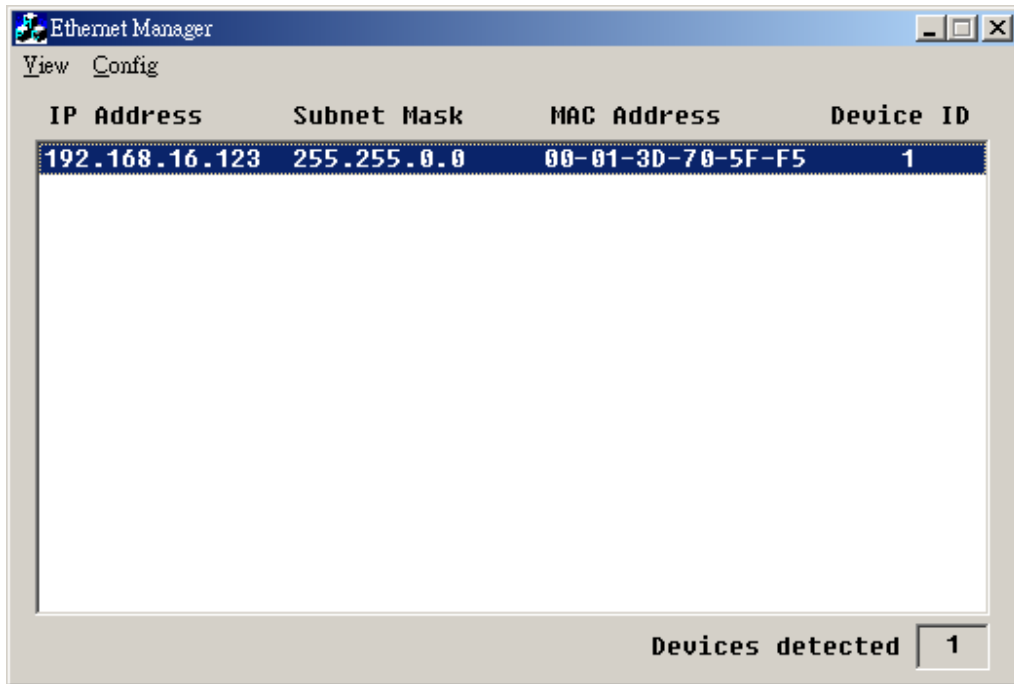 Ethernet Manager
View Config
IP Address Subnet Mask MAC Address Device ID
192.168.16.123 255.255.0.0 00-01-3D-70-5F-F5 1
Devices detected 1